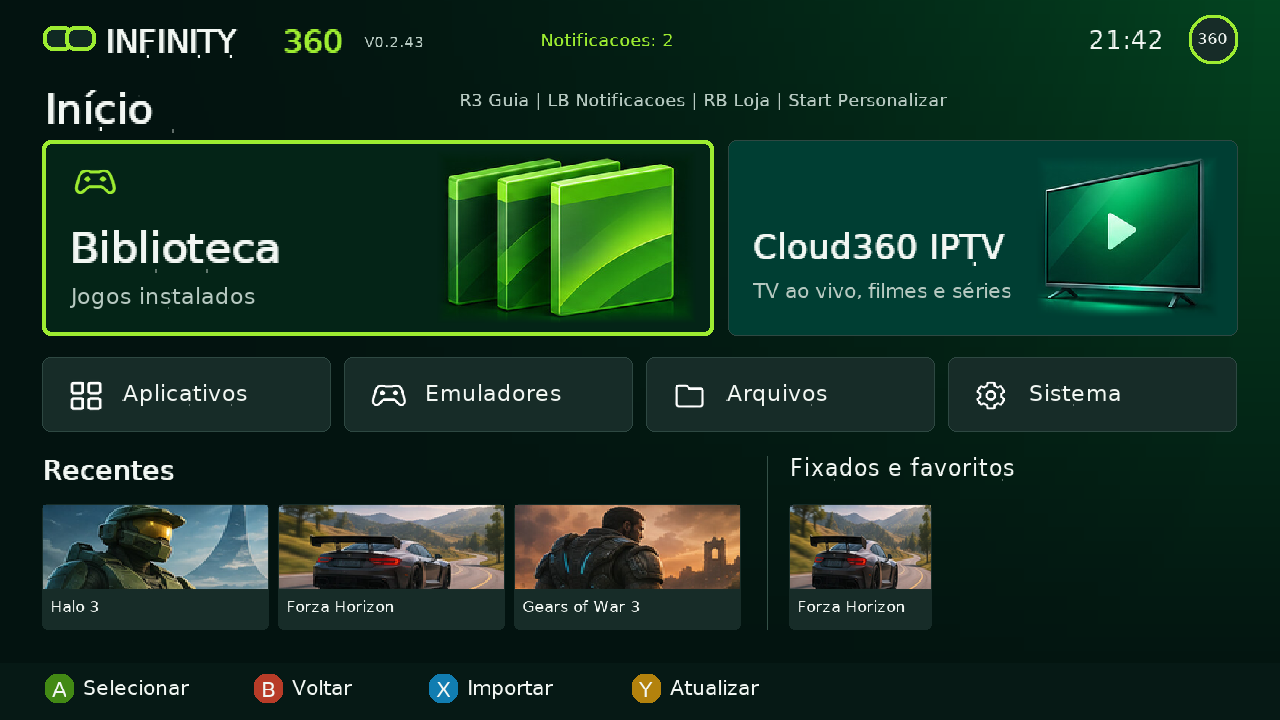 INFINITY 360 V0.2.43 Notificacoes: 2 21:42 360
Início R3 Guia | LB Notificacoes | RB Loja | Start Personalizar
Biblioteca
Jogos instalados
Cloud360 IPTV
TV ao vivo, filmes e séries
Aplicativos Emuladores Arquivos Sistema
Recentes
Halo 3
Forza Horizon
Gears of War 3
Fixados e favoritos
Forza Horizon
A Selecionar B Voltar X Importar Y Atualizar